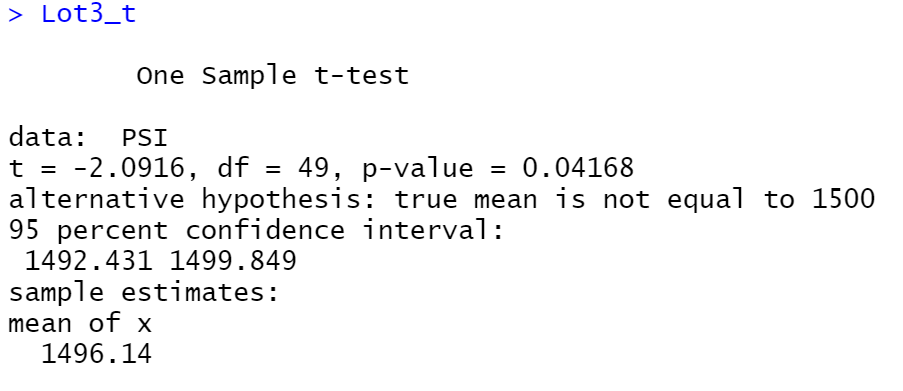 > Lot3_t
One Sample t-test
data:  PSI
t = -2.0916, df = 49, p-value = 0.04168
alternative hypothesis: true mean is not equal to 1500
95 percent confidence interval:
1492.431 1499.849
sample estimates:
mean of x
1496.14